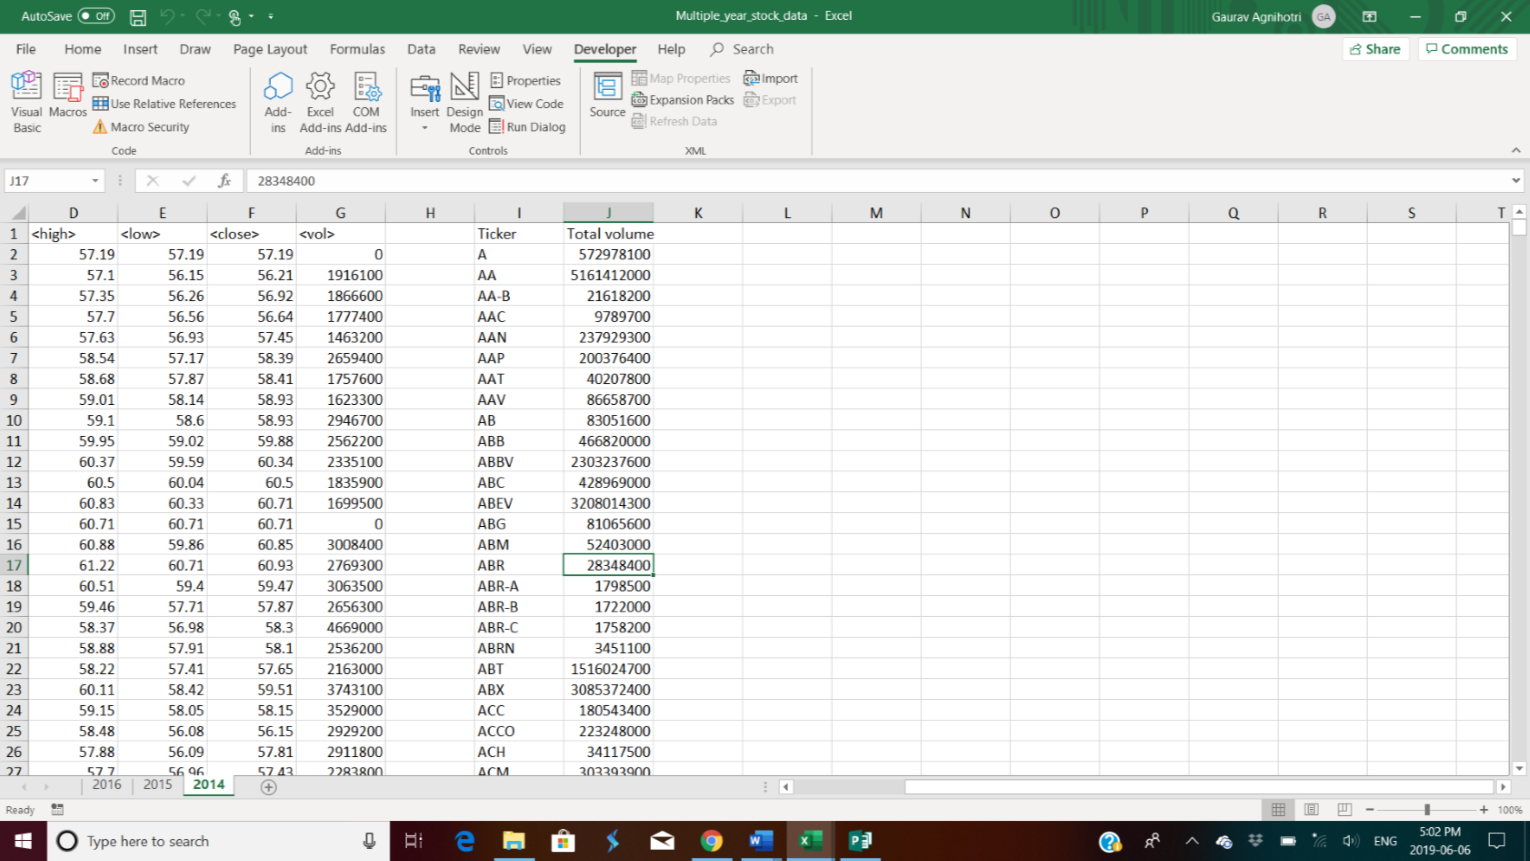 AutoSave Off Multiple_year_stock_data - Excel Gaurav Agnihotri GA
File Home Insert Draw Page Layout Formulas Data Review View Developer Help Search Share Comments
Visual Basic
Macros
Record Macro
Use Relative References
Macro Security
Code
Add-ins
Excel Add-ins
COM Add-ins
Add-ins
Insert
Design Mode
Properties
View Code
Run Dialog
Controls
Source
Map Properties
Expansion Packs
Refresh Data
Import
Export
XML
J17 fx 28348400
D E F G H I J K L M N O P Q R S T
1 <high> <low> <close> <vol> Ticker Total volume
2 57.19 57.19 57.19 0 A 572978100
3 57.1 56.15 56.21 1916100 AA 5161412000
4 57.35 56.26 56.92 1866600 AA-B 21618200
5 57.7 56.56 56.64 1777400 AAC 9789700
6 57.63 56.93 57.45 1463200 AAN 237929300
7 58.54 57.17 58.39 2659400 AAP 200376400
8 58.68 57.87 58.41 1757600 AAT 40207800
9 59.01 58.14 58.93 1623300 AAV 86658700
10 59.1 58.6 58.93 2946700 AB 83051600
11 59.95 59.02 59.88 2562200 ABB 466820000
12 60.37 59.59 60.34 2335100 ABBV 2303237600
13 60.5 60.04 60.5 1835900 ABC 428969000
14 60.83 60.33 60.71 1699500 ABEV 3208014300
15 60.71 60.71 60.71 0 ABG 81065600
16 60.88 59.86 60.85 3008400 ABM 52403000
17 61.22 60.71 60.93 2769300 ABR 28348400
18 60.51 59.4 59.47 3063500 ABR-A 1798500
19 59.46 57.71 57.87 2656300 ABR-B 1722000
20 58.37 56.98 58.3 4669000 ABR-C 1758200
21 58.88 57.91 58.1 2536200 ABRN 3451100
22 58.22 57.41 57.65 2163000 ABT 1516024700
23 60.11 58.42 59.51 3743100 ABX 3085372400
24 59.15 58.05 58.15 3529000 ACC 180543400
25 58.48 56.08 56.15 2929200 ACCO 223248000
26 57.88 56.09 57.81 2911800 ACH 34117500
27 57.7 56.96 57.43 2283800 ACM 303393900
2016 2015 2014
Ready 100%
Type here to search ENG 5:02 PM
2019-06-06